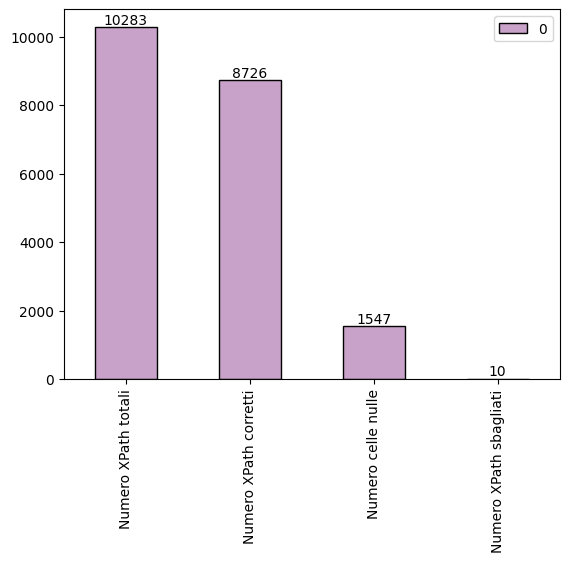 10283
8726
1547
10
0
10000
8000
6000
4000
2000
0
Numero XPath totali
Numero XPath corretti
Numero celle nulle
Numero XPath sbagliati